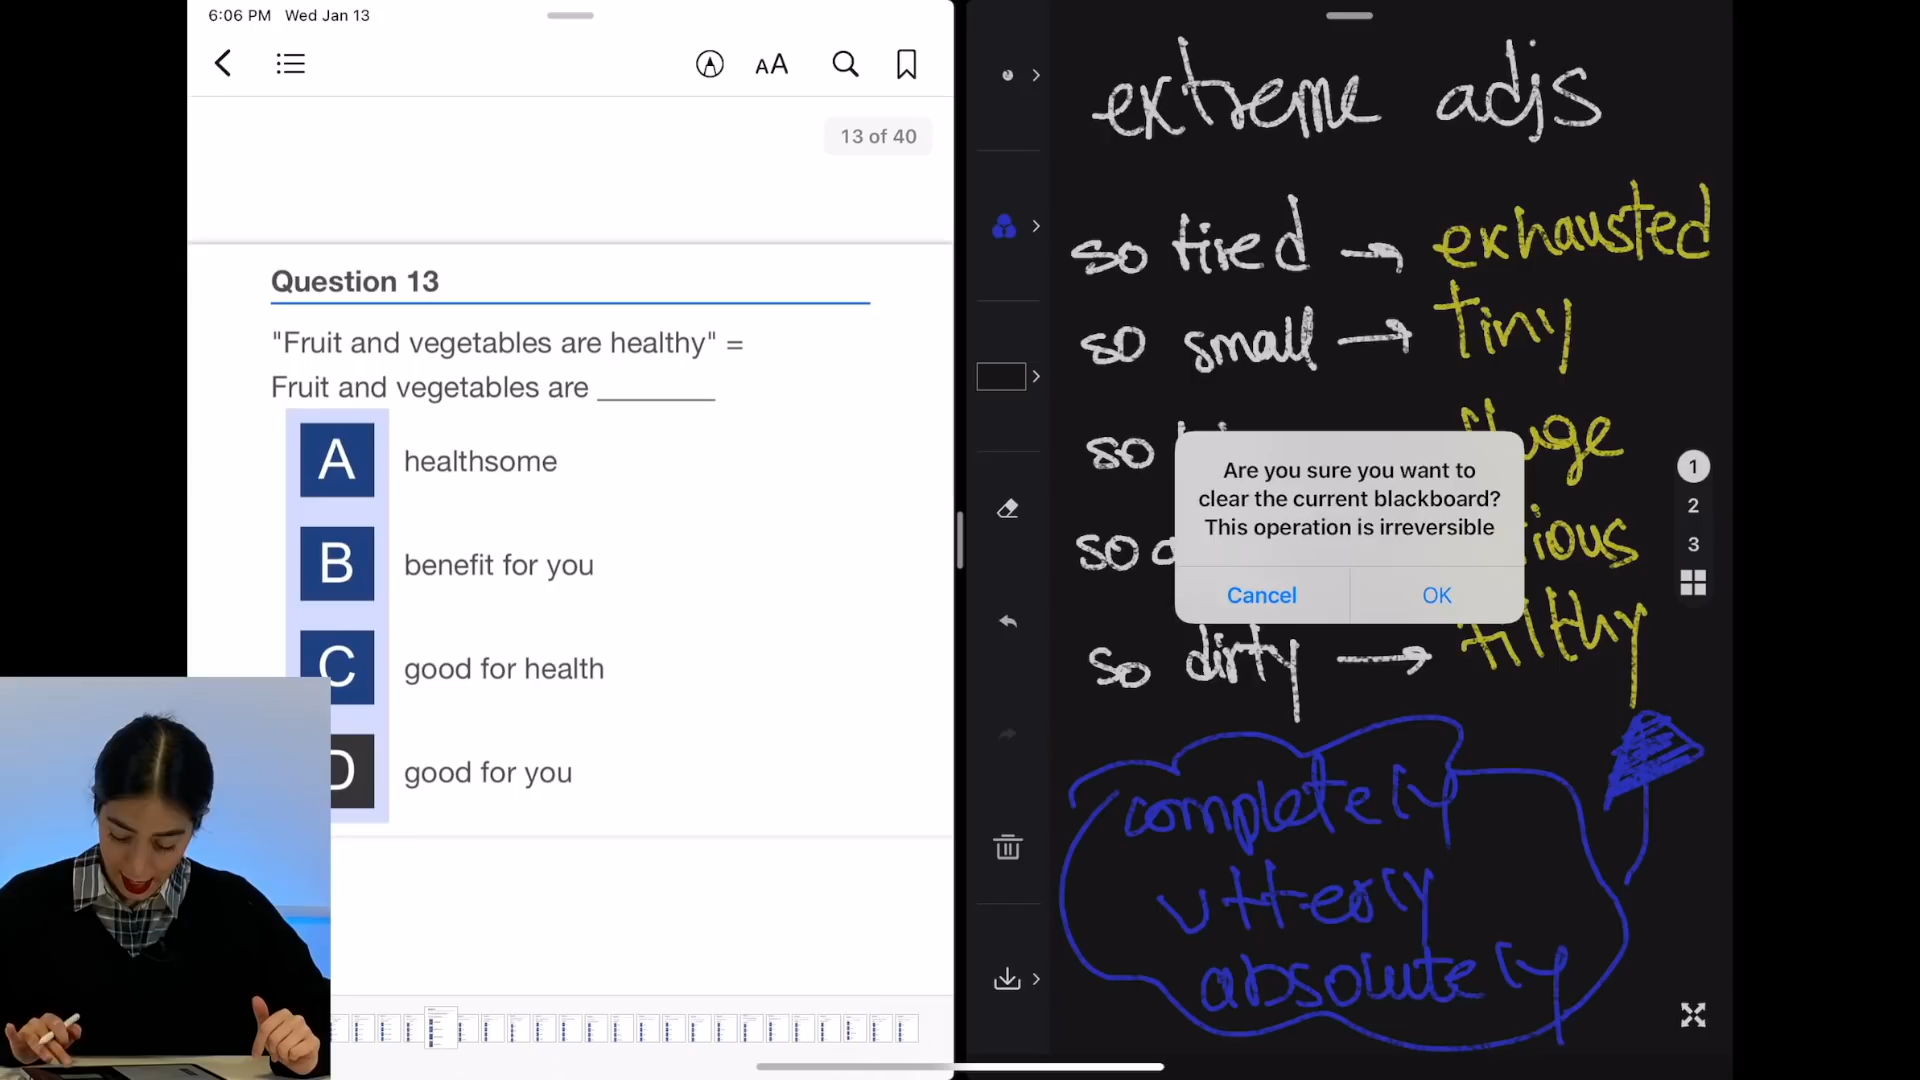 6:06 PM Wed Jan 13
AA
13 of 40
Question 13
"Fruit and vegetables are healthy" =
Fruit and vegetables are ________
A healthsome
B benefit for you
C good for health
D good for you
extreme adjs
so tired → exhausted
so small → tiny
so huge
so
so dirty → filthy
completely
utterly
absolutely
Are you sure you want to
clear the current blackboard?
This operation is irreversible
Cancel OK
1
2
3